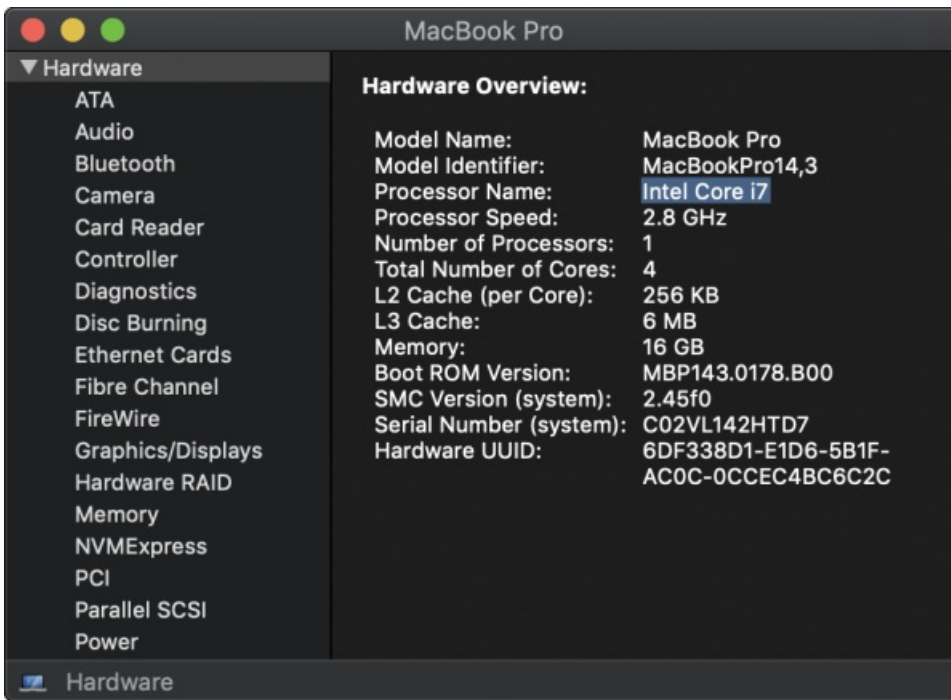 MacBook Pro
Hardware
ATA
Audio
Bluetooth
Camera
Card Reader
Controller
Diagnostics
Disc Burning
Ethernet Cards
Fibre Channel
FireWire
Graphics/Displays
Hardware RAID
Memory
NVMExpress
PCI
Parallel SCSI
Power
Hardware Overview:
Model Name: MacBook Pro
Model Identifier: MacBookPro14,3
Processor Name: Intel Core i7
Processor Speed: 2.8 GHz
Number of Processors: 1
Total Number of Cores: 4
L2 Cache (per Core): 256 KB
L3 Cache: 6 MB
Memory: 16 GB
Boot ROM Version: MBP143.0178.B00
SMC Version (system): 2.45f0
Serial Number (system): C02VL142HTD7
Hardware UUID: 6DF338D1-E1D6-5B1F-
AC0C-0CCEC4BC6C2C
Hardware